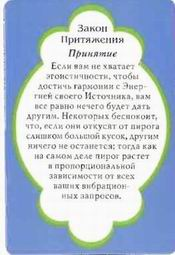 Закон
Притяжения
Принятие
Если вам не хватает
эгоистичности, чтобы
достичь гармонии с Энер-
гией своего Источника, вам
все равно нечего будет дать
другим. Некоторых беспокоит,
что, если они откусят от пирога
слишком большой кусок, другим
ничего не останется; тогда как
на самом деле пирог растет
в пропорциональной
зависимости от всех
ваших вибрацион-
ных запросов.